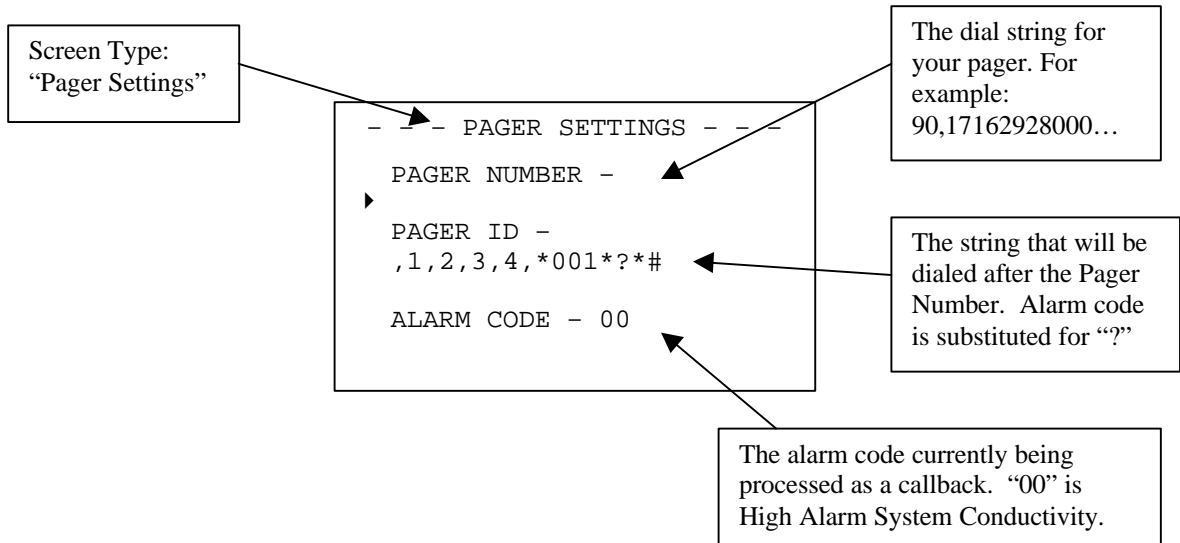 Screen Type:
“Pager Settings”
The dial string for
your pager. For
example:
90,17162928000…
– – – PAGER SETTINGS – – –
PAGER NUMBER –
PAGER ID –
,1,2,3,4,*001*?*#
ALARM CODE – 00
The string that will be
dialed after the Pager
Number.  Alarm code
is substituted for “?”
The alarm code currently being
processed as a callback.  “00” is
High Alarm System Conductivity.